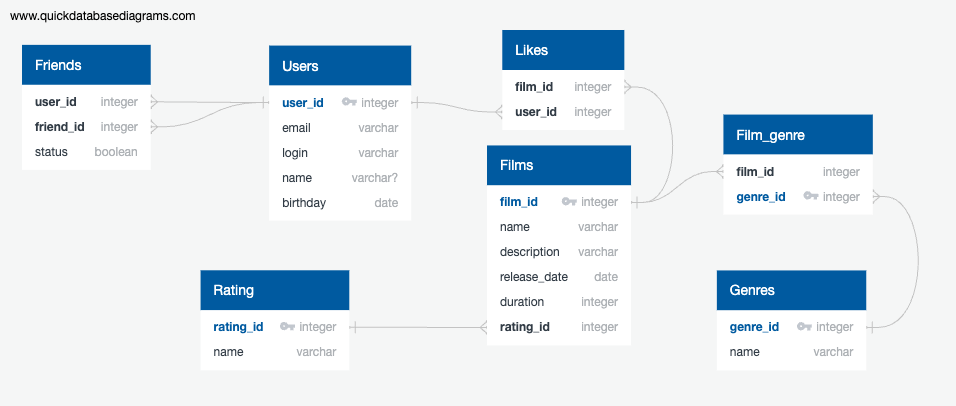 www.quickdatabasediagrams.com
Friends
user_id integer
friend_id integer
status boolean
Users
user_id integer
email varchar
login varchar
name varchar?
birthday date
Likes
film_id integer
user_id integer
Films
film_id integer
name varchar
description varchar
release_date date
duration integer
rating_id integer
Film_genre
film_id integer
genre_id integer
Rating
rating_id integer
name varchar
Genres
genre_id integer
name varchar